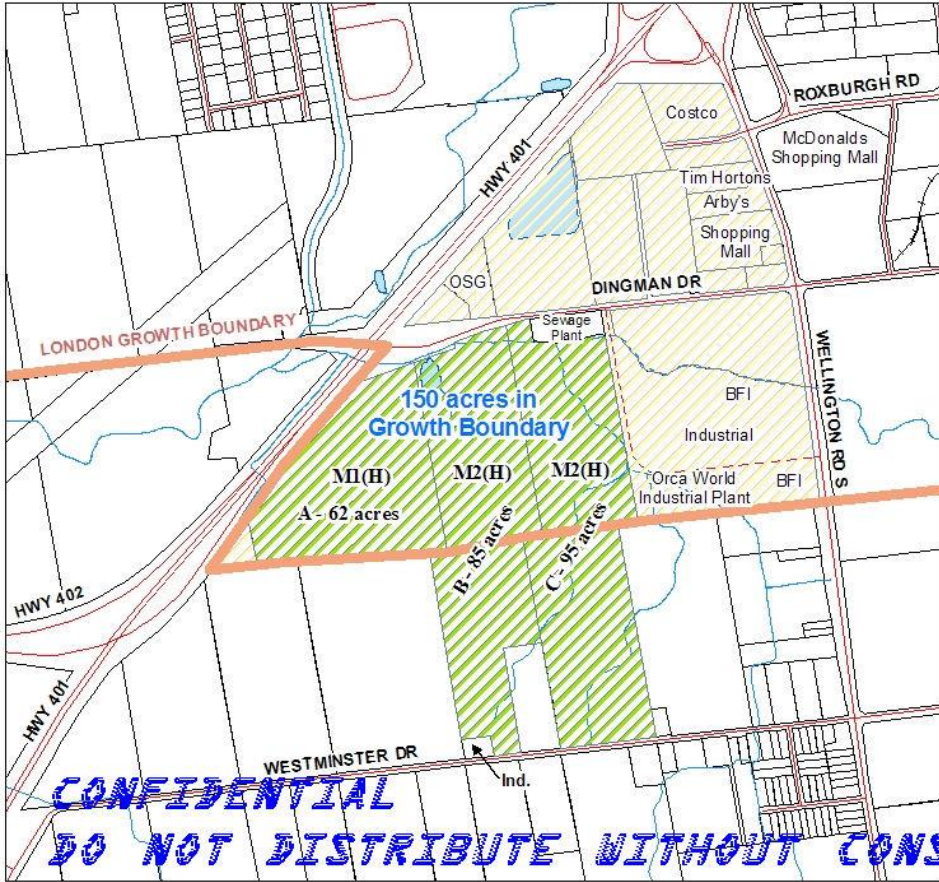 ROXBURGH RD
Costco
McDonalds
Shopping Mall
HWY 401
Tim Hortons
Arby's
Shopping
Mall
OSG
DINGMAN DR
LONDON GROWTH BOUNDARY
Sewage
Plant
WELLINGTON RD S
150 acres in
Growth Boundary
BFI
Industrial
M1(H)
M2(H)
M2(H)
Orca World
Industrial Plant
BFI
A - 62 acres
B - 85 acres
C - 95 acres
HWY 402
HWY 401
WESTMINSTER DR
Ind.
CONFIDENTIAL
DO NOT DISTRIBUTE WITHOUT CONS